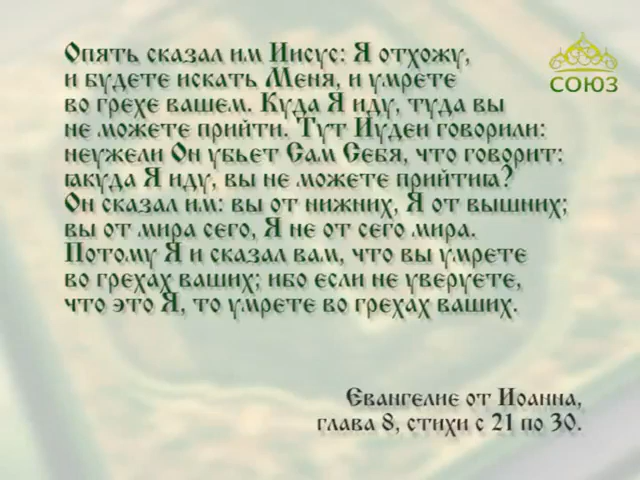 Опять сказал им Иисус: Я отхожу,
и будете искать Меня, и умрете
во грехе вашем. Куда Я иду, туда вы
не можете прийти. Тут Иудеи говорили:
неужели Он убьет Сам Себя, что говорит:
ꙗкуда Я иду, вы не можете прийтиꙗ?
Он сказал им: вы от нижних, Я от вышних;
вы от мира сего, Я не от сего мира.
Потому Я и сказал вам, что вы умрете
во грехах ваших; ибо если не уверуете,
что это Я, то умрете во грехах ваших.
Евангелие от Иоанна,
глава 8, стихи с 21 по 30.
СОЮЗ